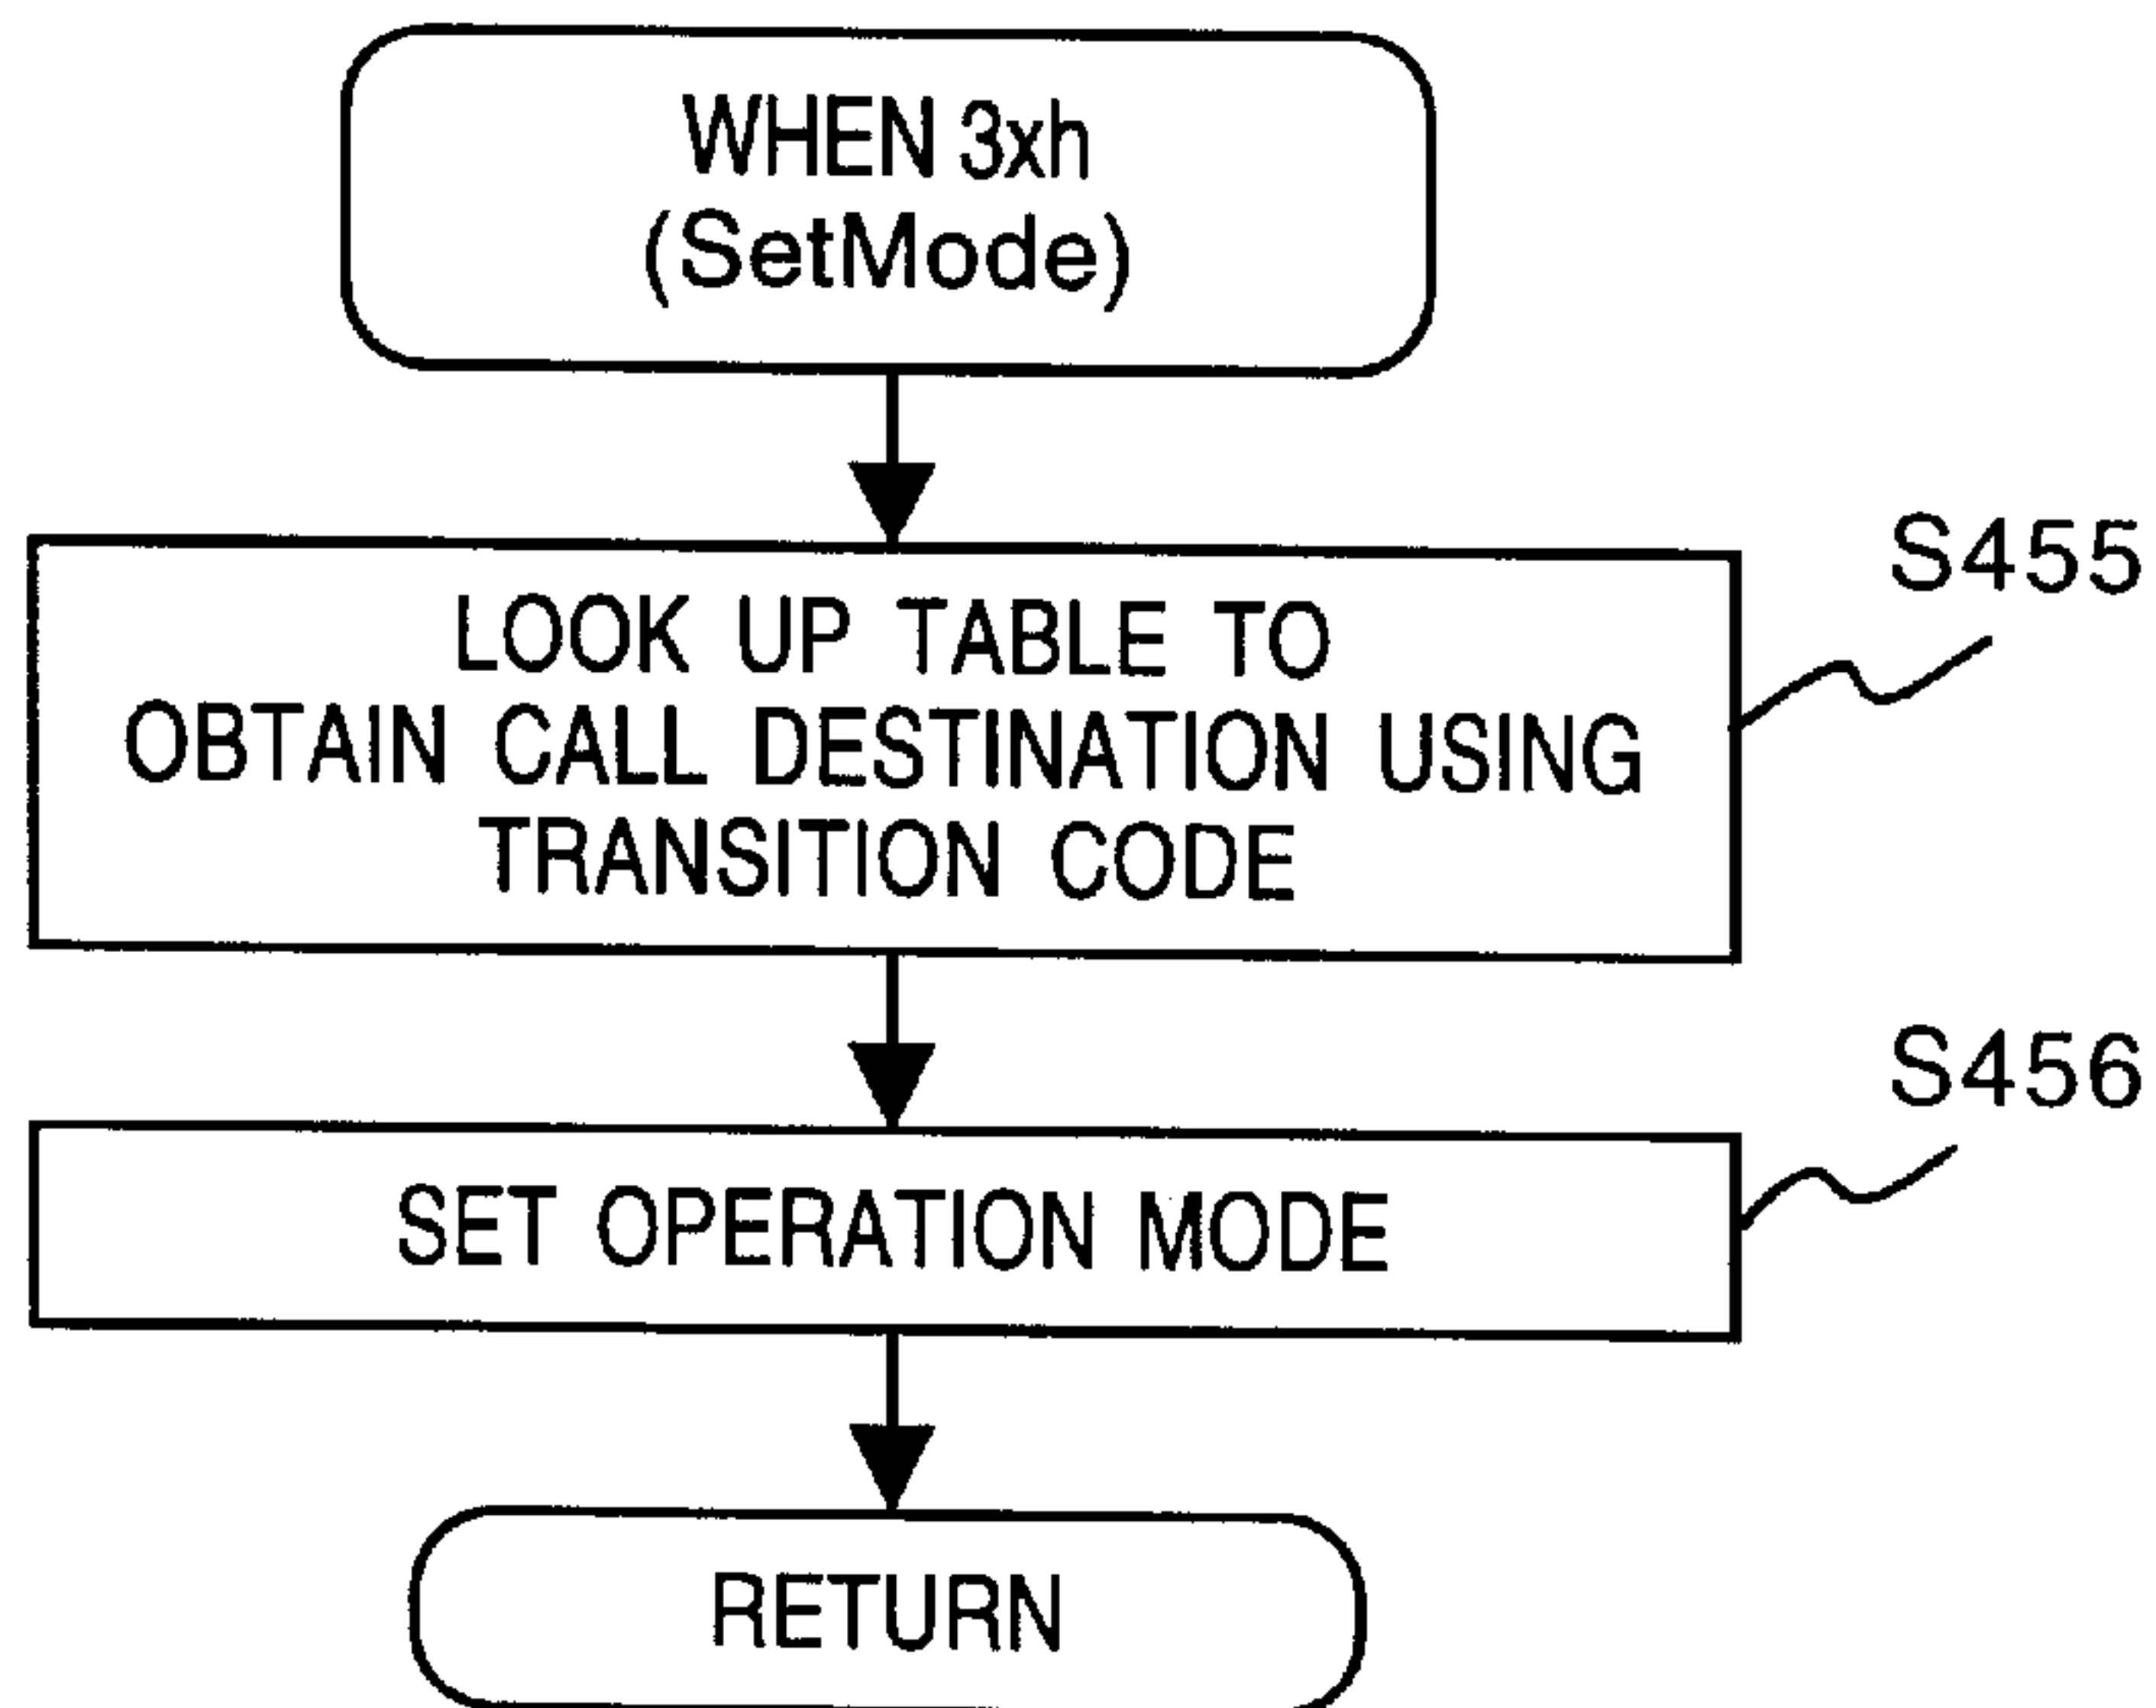 WHEN 3xh
(SetMode)
S455
LOOK UP TABLE TO
OBTAIN CALL DESTINATION USING
TRANSITION CODE
S456
SET OPERATION MODE
RETURN